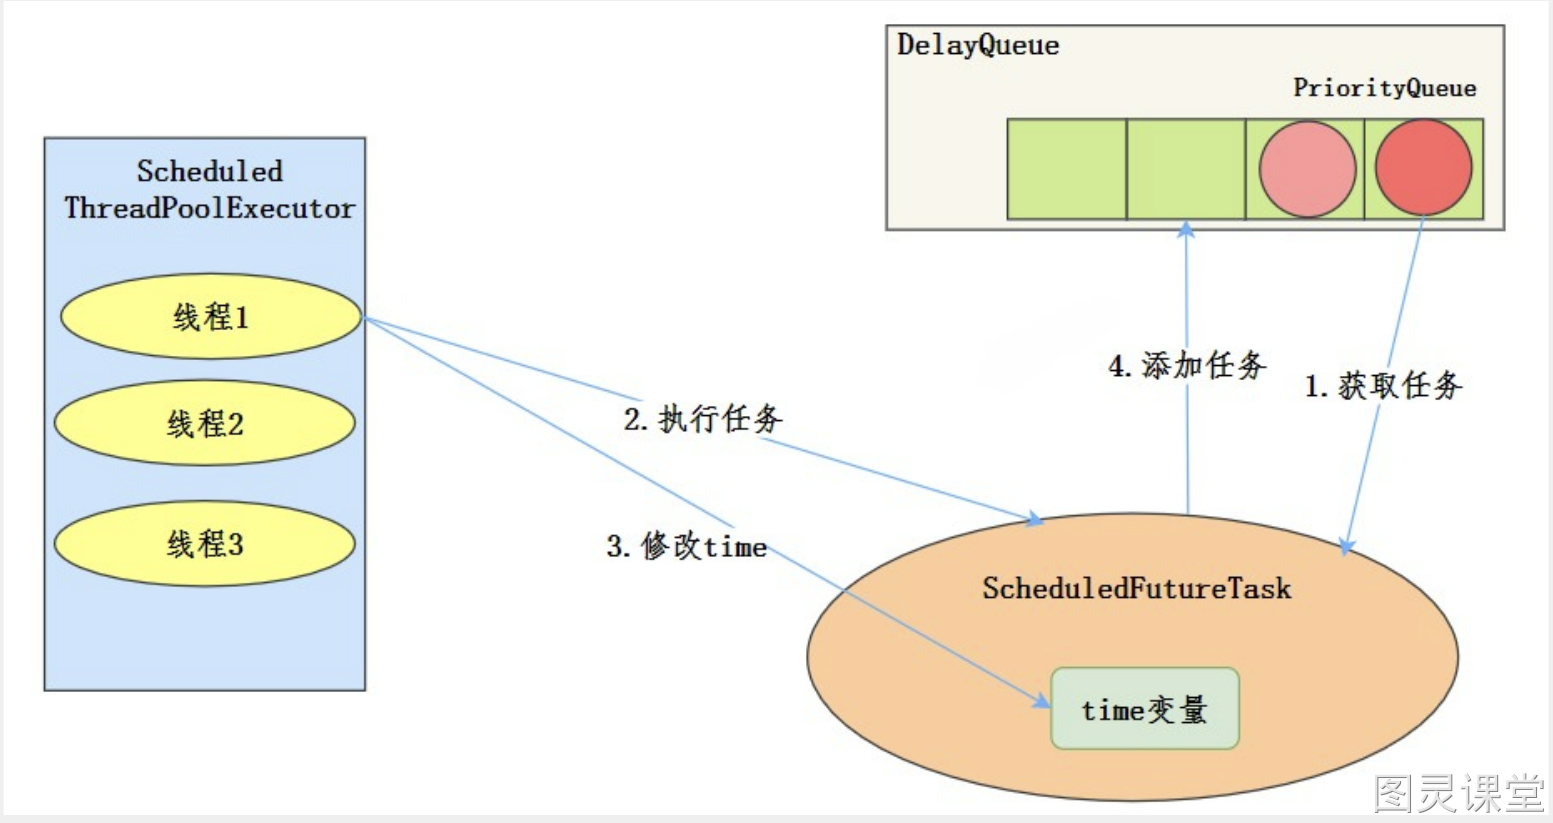 DelayQueue
PriorityQueue
Scheduled
ThreadPoolExecutor
线程1
线程2
线程3
4.添加任务
1.获取任务
2.执行任务
3.修改time
ScheduledFutureTask
time变量
图灵课堂